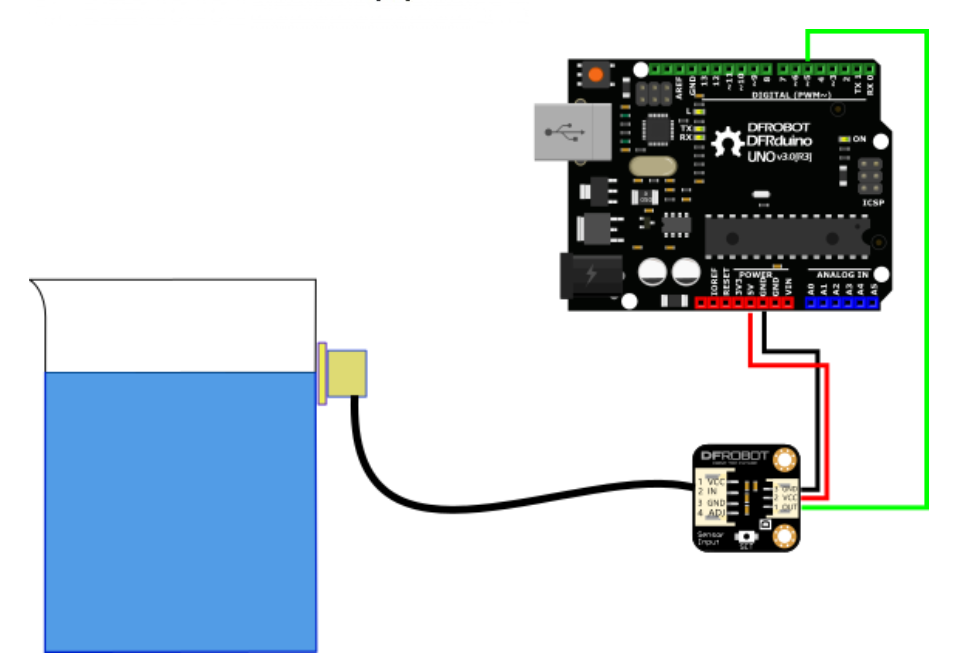 AREF
GND
13
12
~11
~10
~9
8
7
~6
~5
4
~3
2
TX 1
RX 0
DIGITAL (PWM~)
L
TX
RX
DFROBOT
DFRduino
UNO v3.0[R3]
ON
ICSP
POWER
ANALOG IN
IOREF
RESET
3V3
5V
GND
GND
VIN
A0
A1
A2
A3
A4
A5
DFROBOT
1 VCC
2 IN
3 GND
4 ADJ
3 GND
2 VCC
1 OUT
D
Sensor
Input
SET